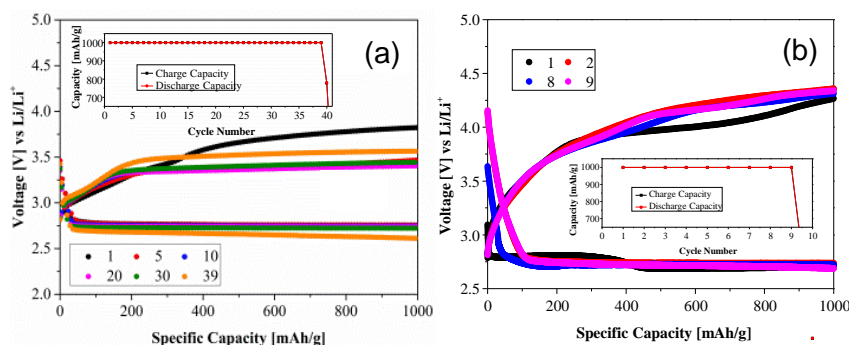 (a)
5.0
4.5
4.0
3.5
3.0
2.5
2.0
Voltage [V] vs Li/Li+
0 200 400 600 800 1000
Specific Capacity [mAh/g]
1 5 10
20 30 39
1000
900
800
700
Capacity [mAh/g]
0 5 10 15 20 25 30 35 40
Cycle Number
Charge Capacity
Discharge Capacity
(b)
5.0
4.5
4.0
3.5
3.0
2.5
Voltage [V] vs Li/Li+
0 200 400 600 800 1000
Specific Capacity [mAh/g]
1 2
8 9
1000
900
800
700
Capacity [mAh/g]
0 1 2 3 4 5 6 7 8 9 10
Cycle Number
Charge Capacity
Discharge Capacity